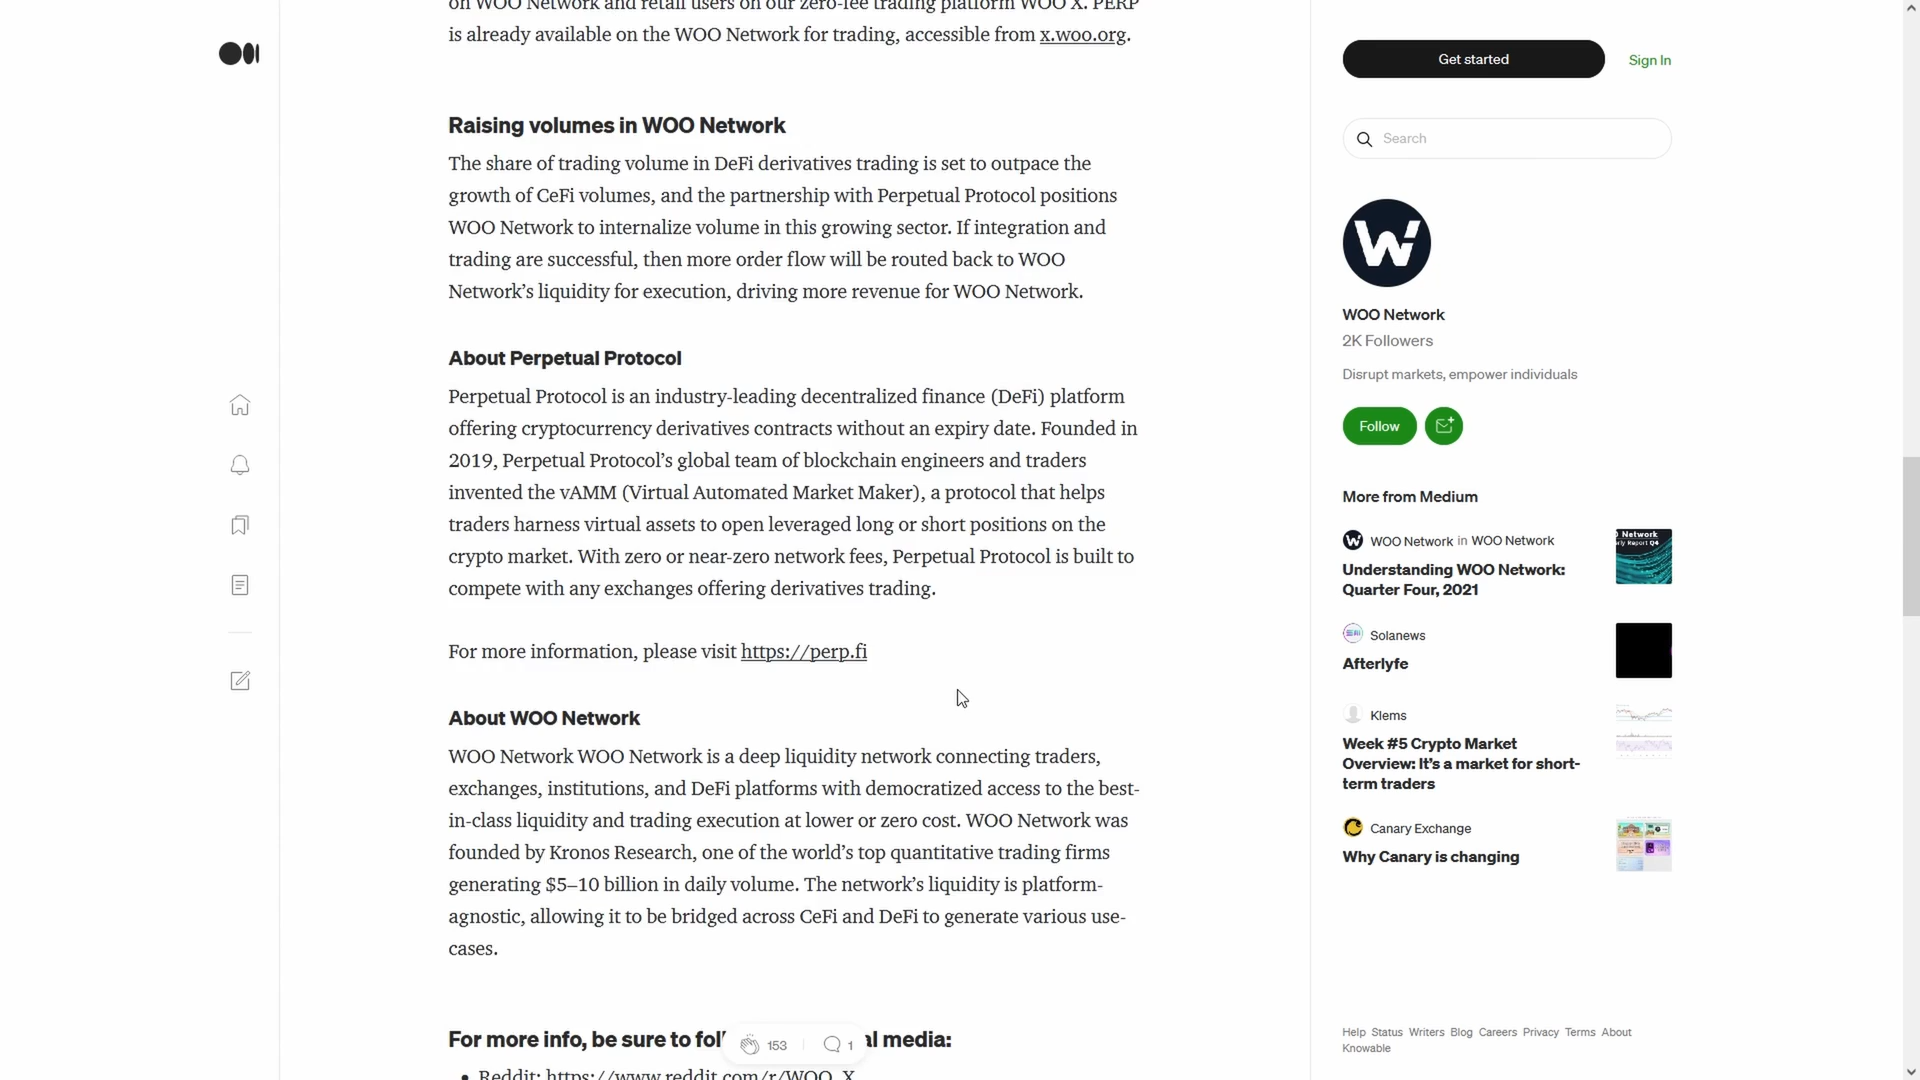 on WOO Network and retail users on our zero-fee trading platform WOO X. PERP
is already available on the WOO Network for trading, accessible from x.woo.org.
Raising volumes in WOO Network
The share of trading volume in DeFi derivatives trading is set to outpace the
growth of CeFi volumes, and the partnership with Perpetual Protocol positions
WOO Network to internalize volume in this growing sector. If integration and
trading are successful, then more order flow will be routed back to WOO
Network’s liquidity for execution, driving more revenue for WOO Network.
About Perpetual Protocol
Perpetual Protocol is an industry-leading decentralized finance (DeFi) platform
offering cryptocurrency derivatives contracts without an expiry date. Founded in
2019, Perpetual Protocol’s global team of blockchain engineers and traders
invented the vAMM (Virtual Automated Market Maker), a protocol that helps
traders harness virtual assets to open leveraged long or short positions on the
crypto market. With zero or near-zero network fees, Perpetual Protocol is built to
compete with any exchanges offering derivatives trading.
For more information, please visit https://perp.fi
About WOO Network
WOO Network WOO Network is a deep liquidity network connecting traders,
exchanges, institutions, and DeFi platforms with democratized access to the best-
in-class liquidity and trading execution at lower or zero cost. WOO Network was
founded by Kronos Research, one of the world’s top quantitative trading firms
generating $5–10 billion in daily volume. The network’s liquidity is platform-
agnostic, allowing it to be bridged across CeFi and DeFi to generate various use-
cases.
For more info, be sure to fol al media:
153 1
Reddit: https://www.reddit.com/r/WOO_X
Get started Sign In
Search
WOO Network
2K Followers
Disrupt markets, empower individuals
Follow
More from Medium
WOO Network in WOO Network
Understanding WOO Network:
Quarter Four, 2021
Solanews
Afterlyfe
Klems
Week #5 Crypto Market
Overview: It’s a market for short-
term traders
Canary Exchange
Why Canary is changing
Help Status Writers Blog Careers Privacy Terms About
Knowable